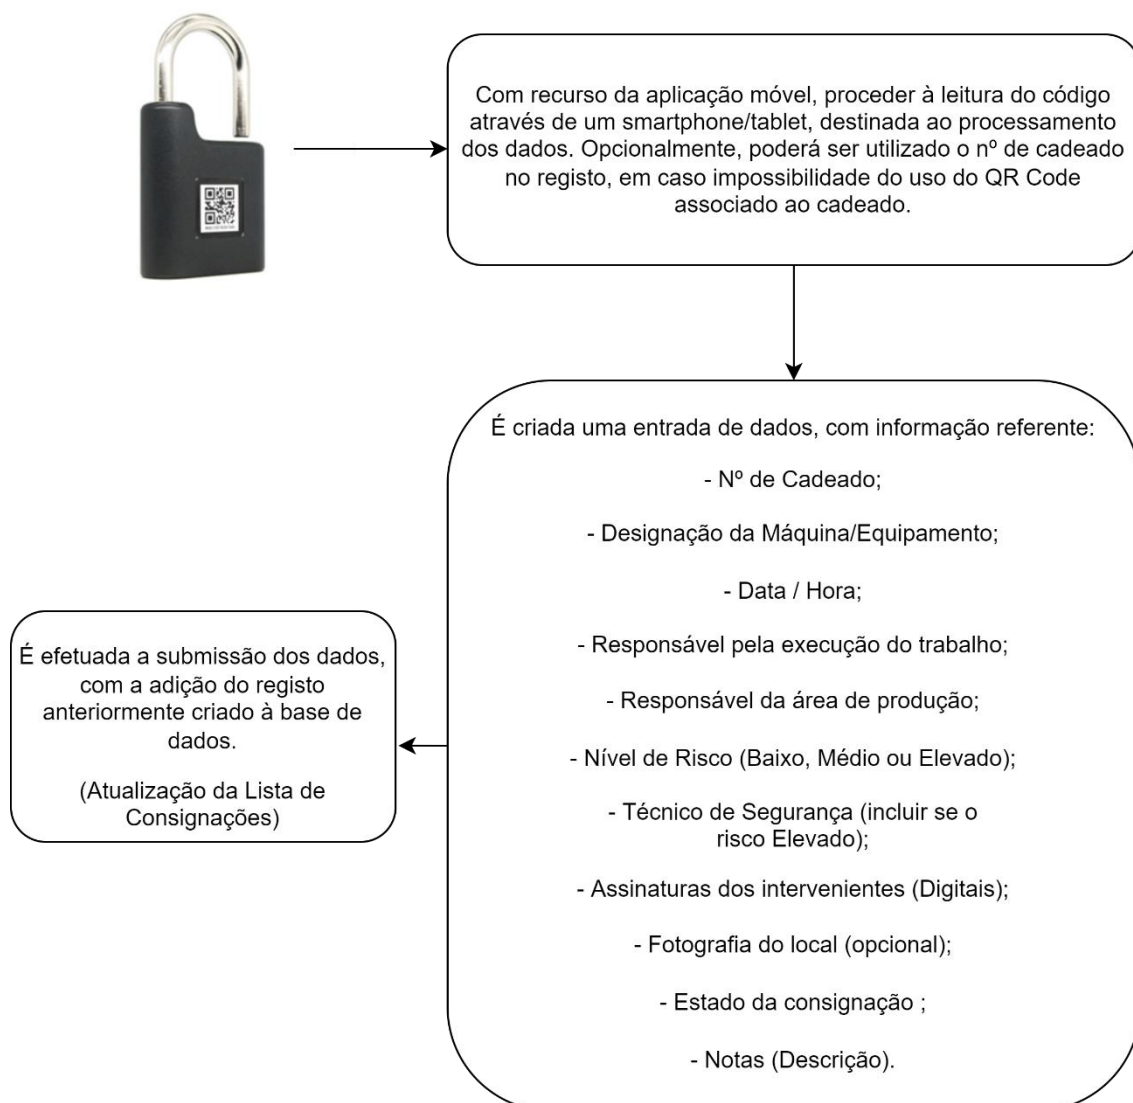 Com recurso da aplicação móvel, proceder à leitura do código
através de um smartphone/tablet, destinada ao processamento
dos dados. Opcionalmente, poderá ser utilizado o nº de cadeado
no registo, em caso impossibilidade do uso do QR Code
associado ao cadeado.
É criada uma entrada de dados, com informação referente:
- Nº de Cadeado;
- Designação da Máquina/Equipamento;
- Data / Hora;
- Responsável pela execução do trabalho;
- Responsável da área de produção;
- Nível de Risco (Baixo, Médio ou Elevado);
- Técnico de Segurança (incluir se o
risco Elevado);
- Assinaturas dos intervenientes (Digitais);
- Fotografia do local (opcional);
- Estado da consignação ;
- Notas (Descrição).
É efetuada a submissão dos dados,
com a adição do registo
anteriormente criado à base de
dados.
(Atualização da Lista de
Consignações)